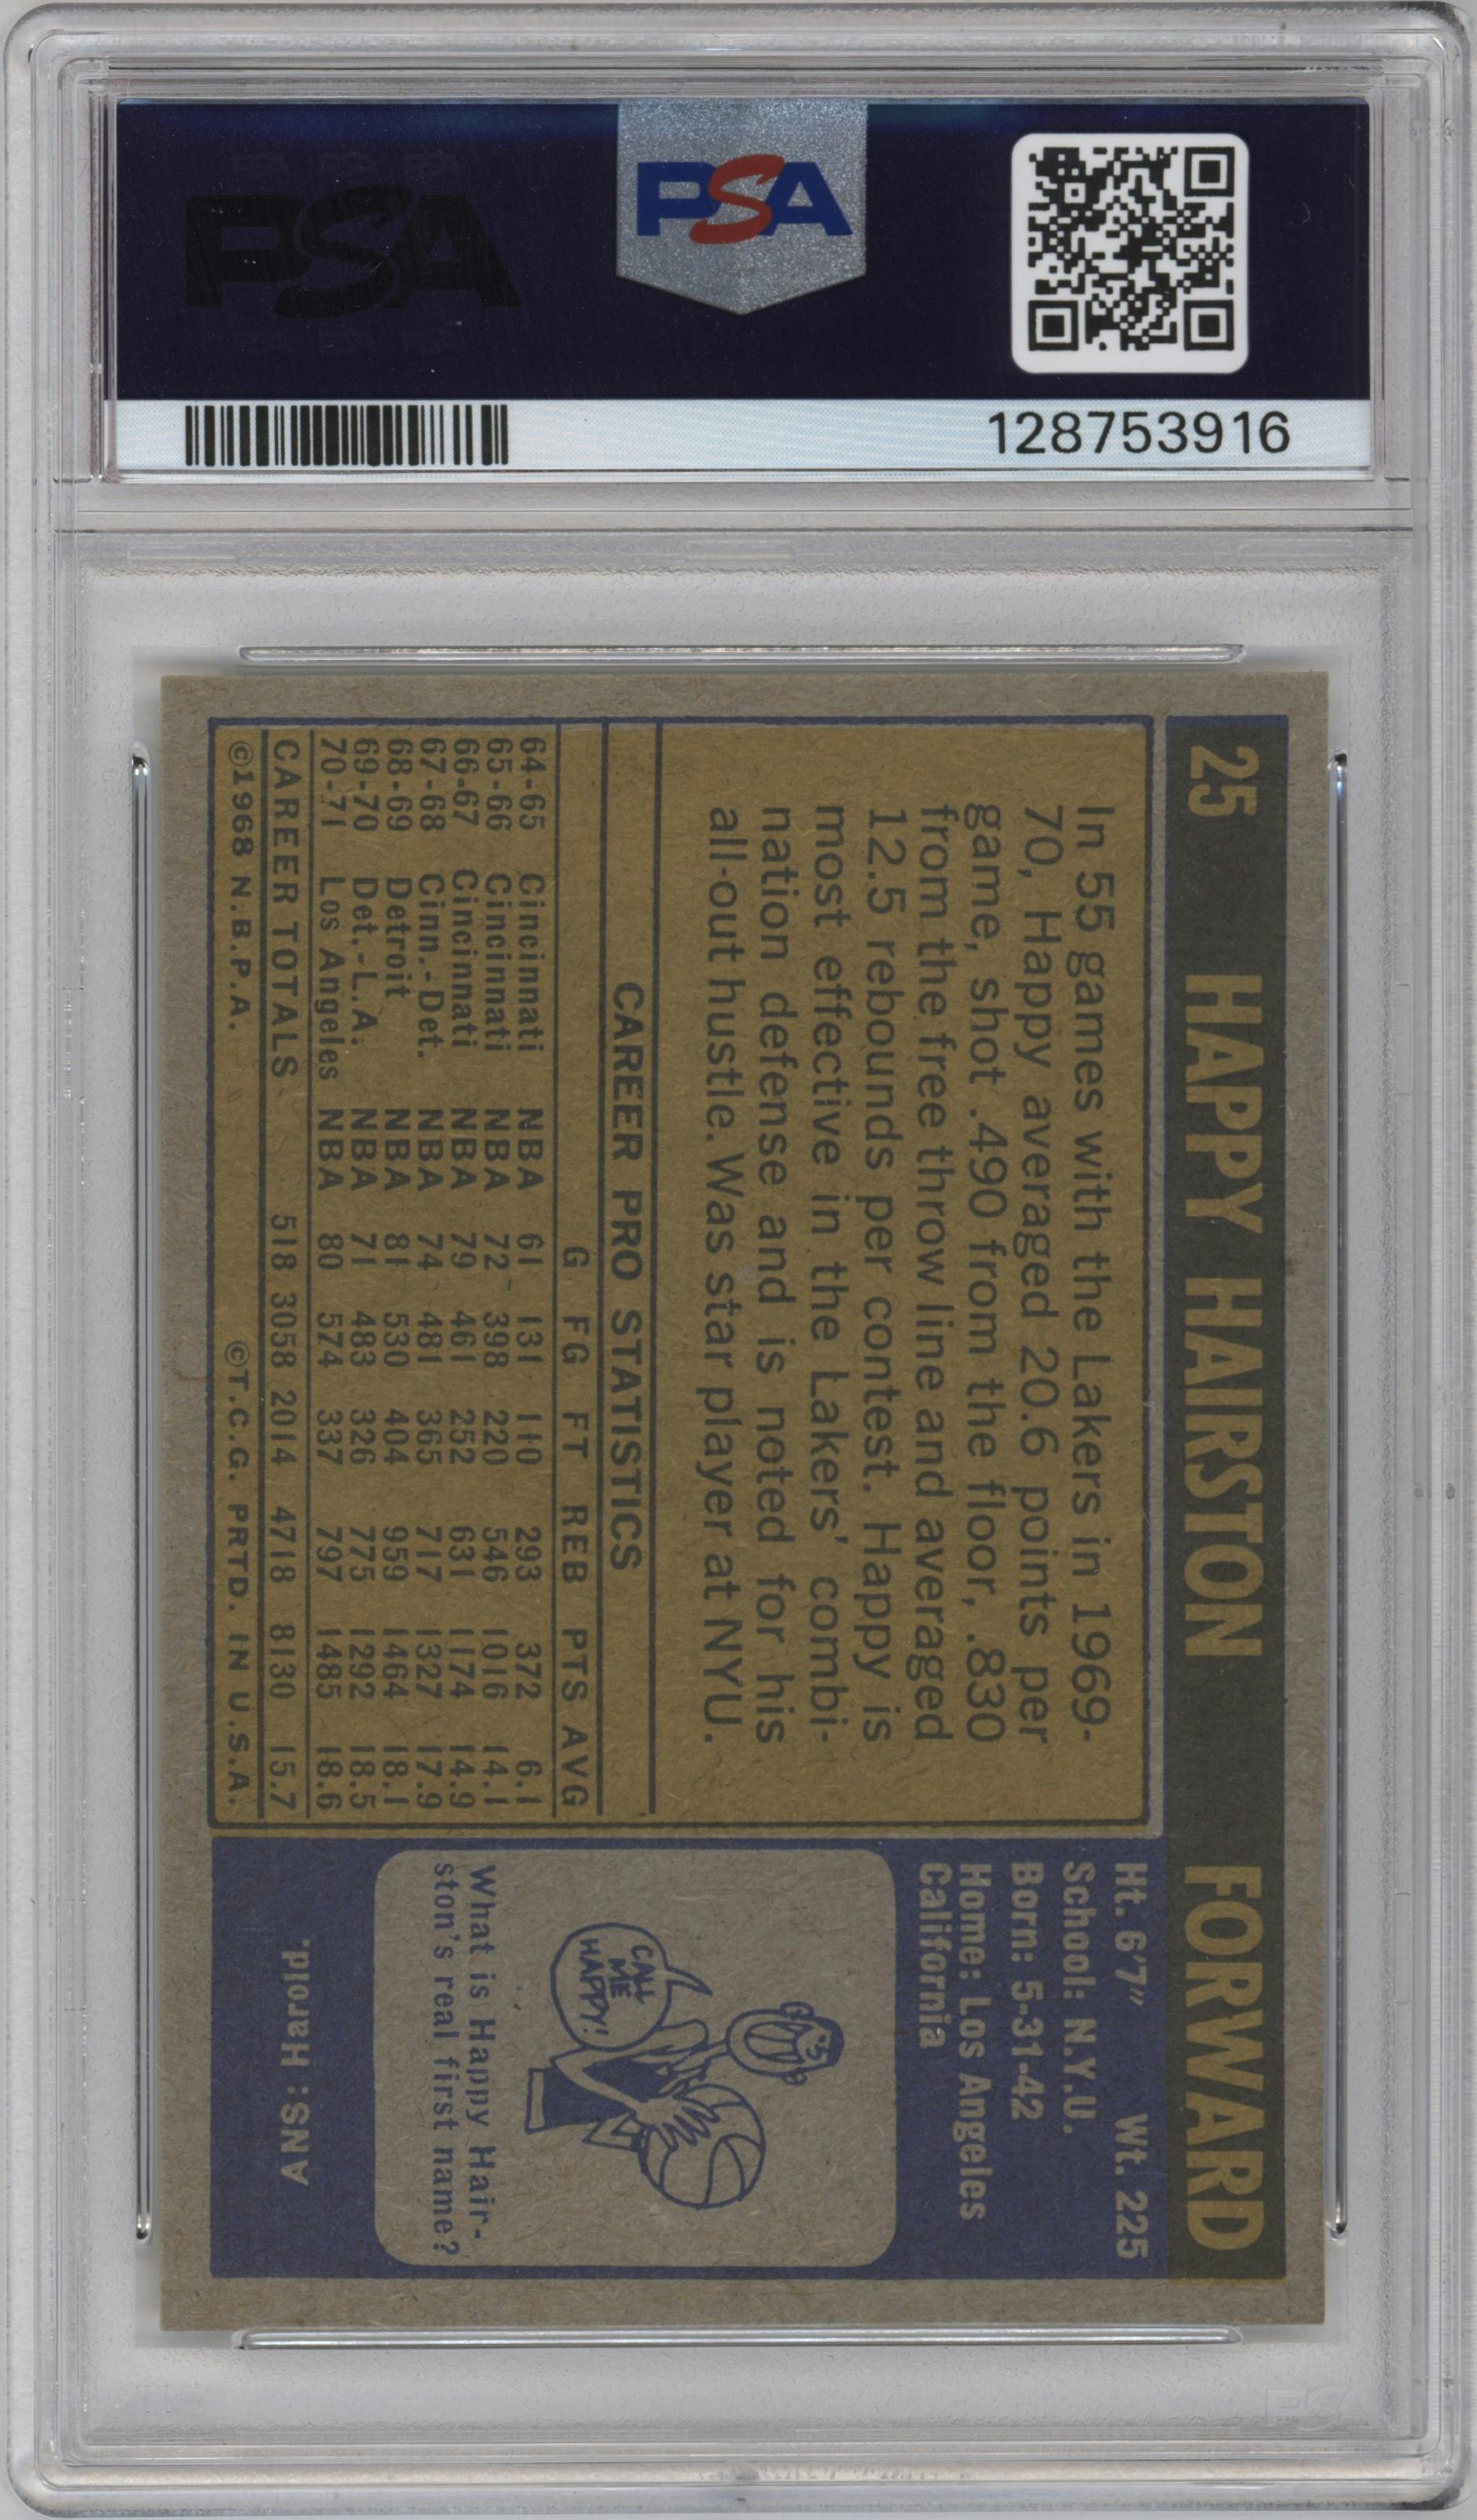 PSA
PSA
128753916
25 HAPPY HAIRSTON FORWARD
In 55 games with the Lakers in 1969-
70, Happy averaged 20.6 points per
game, shot .490 from the floor, .830
from the free throw line and averaged
12.5 rebounds per contest. Happy is
most effective in the Lakers' combi-
nation defense and is noted for his
all-out hustle. Was star player at NYU.
CAREER PRO STATISTICS
G FG FT REB PTS AVG
64-65 Cincinnati NBA 61 131 110 293 372 6.1
65-66 Cincinnati NBA 72 398 220 546 1016 14.1
66-67 Cincinnati NBA 79 461 252 631 1174 14.9
67-68 Cinn.-Det. NBA 74 481 365 717 1327 17.9
68-69 Detroit NBA 81 530 404 959 1464 18.1
69-70 Det.-L.A. NBA 71 483 326 775 1292 18.5
70-71 Los Angeles NBA 80 574 337 797 1485 18.6
CAREER TOTALS 518 3058 2014 4718 8130 15.7
©1968 N.B.P.A. ©T.C.G. PRTD. IN U.S.A.
Ht. 6'7" Wt. 225
School: N.Y.U.
Born: 5-31-42
Home: Los Angeles
California
CALL
ME
HAPPY!
What is Happy Hair-
ston's real first name?
ANS: Harold.
PSA